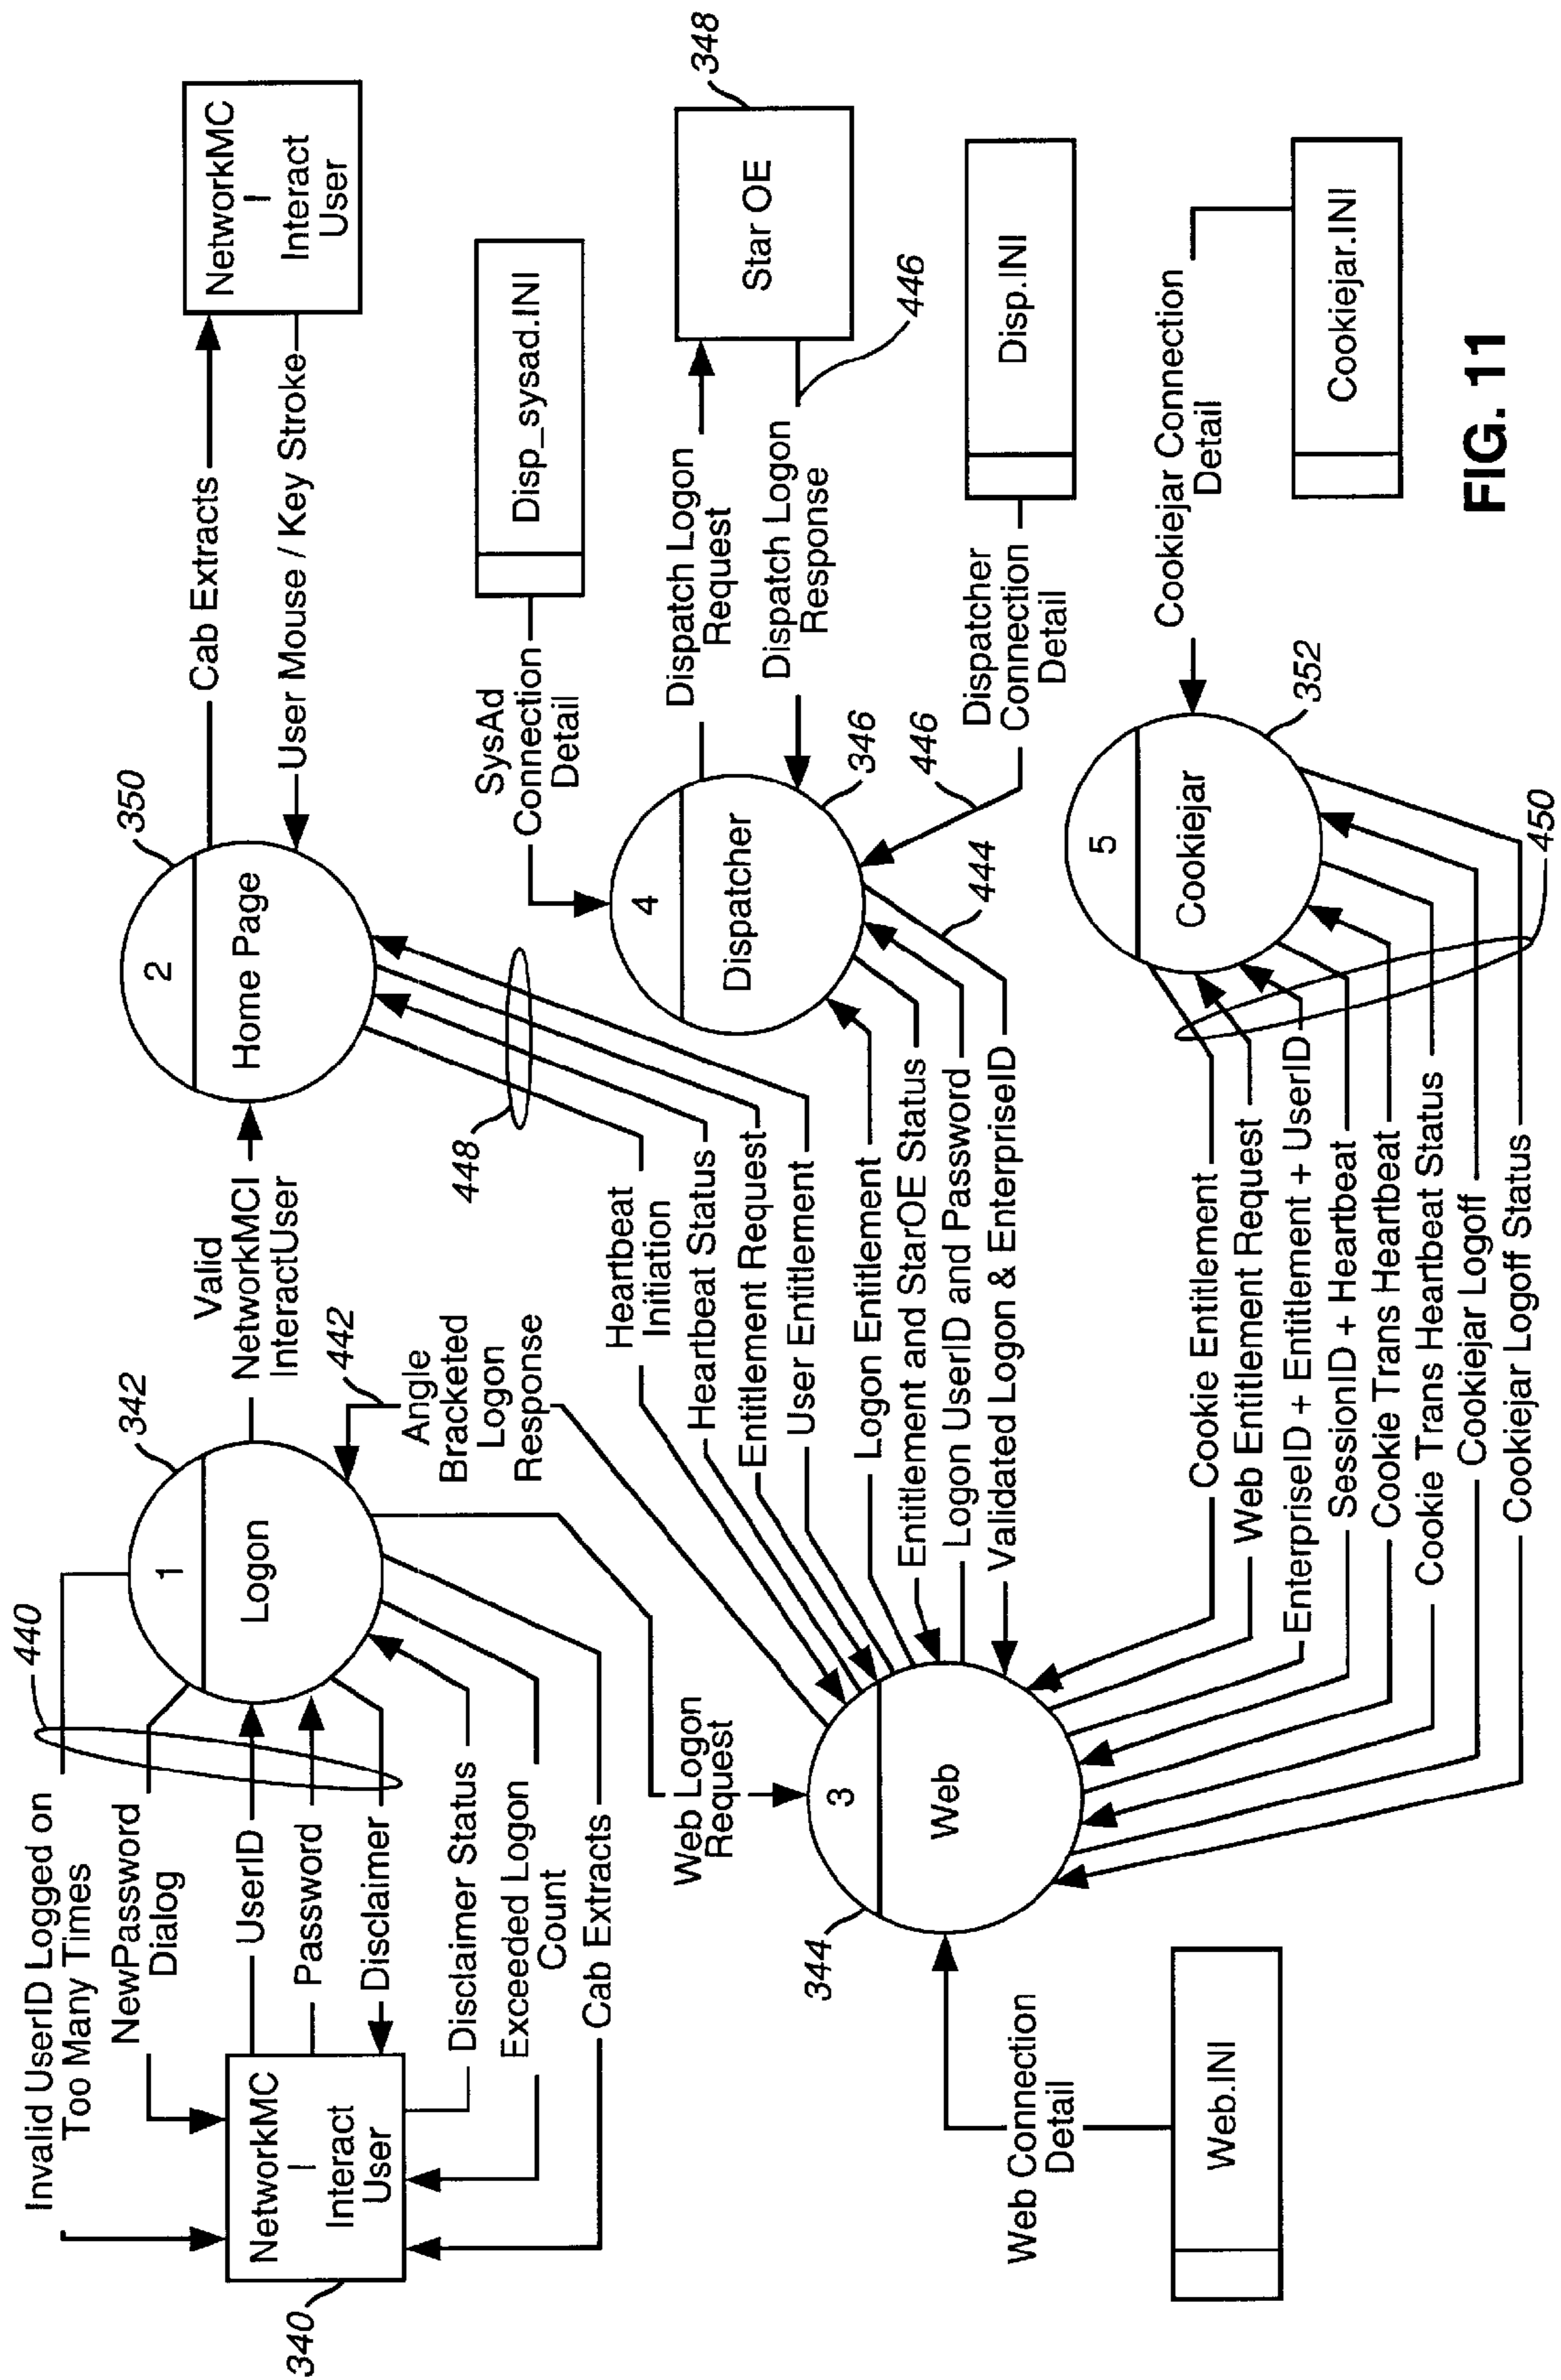 Invalid UserID Logged on
Too Many Times
NewPassword
Dialog
UserID
Password
Disclaimer
Disclaimer Status
Exceeded Logon
Count
Cab Extracts
NetworkMC
I
Interact
User
340
440
1
Logon
342
Valid
NetworkMCI
InteractUser
442
Angle
Bracketed
Logon
Response
Web Logon
Request
2
Home Page
350
Cab Extracts
User Mouse / Key Stroke
NetworkMC
I
Interact
User
448
Heartbeat
Initiation
Heartbeat Status
Entitlement Request
User Entitlement
SysAd
Connection
Detail
Disp_sysad.INI
4
Dispatcher
346
Dispatch Logon
Request
Dispatch Logon
Response
Star OE
348
446
Dispatcher
Connection
Detail
446
Disp.INI
444
Logon Entitlement
Entitlement and StarOE Status
Logon UserID and Password
Validated Logon & EnterpriseID
3
Web
344
Web Connection
Detail
Web.INI
5
Cookiejar
352
Cookiejar Connection
Detail
Cookiejar.INI
450
Cookie Entitlement
Web Entitlement Request
EnterpriseID + Entitlement + UserID
SessionID + Heartbeat
Cookie Trans Heartbeat
Cookie Trans Heartbeat Status
Cookiejar Logoff
Cookiejar Logoff Status
FIG. 11